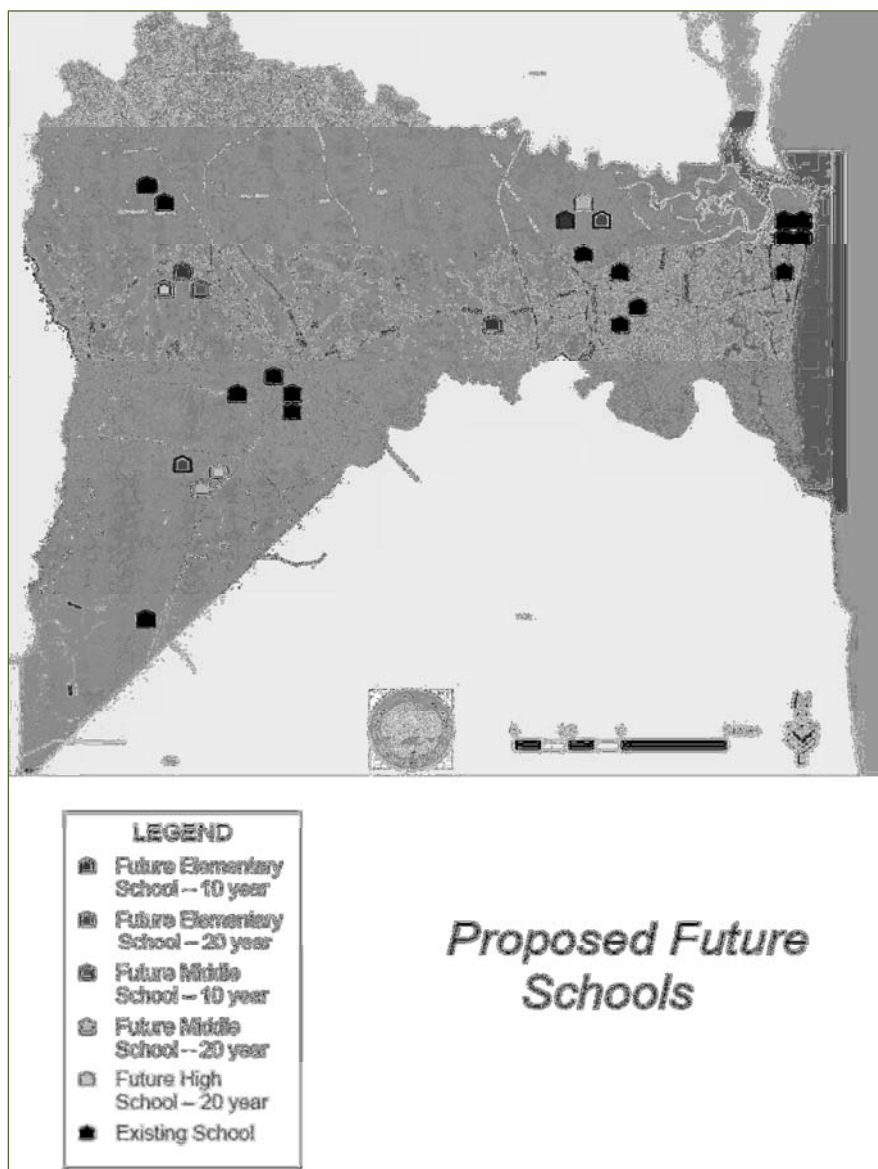 LEGEND
Future Elementary
School – 10 year
Future Elementary
School – 20 year
Future Middle
School – 10 year
Future Middle
School – 20 year
Future High
School – 20 year
Existing School
Proposed Future
Schools